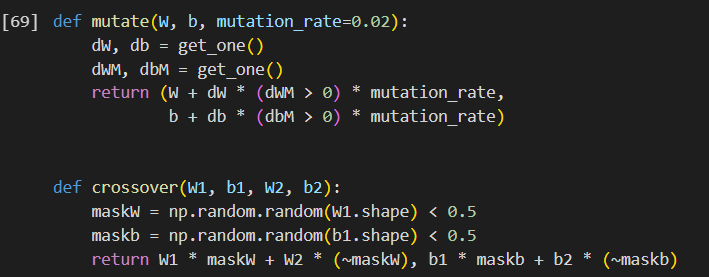 [69] def mutate(W, b, mutation_rate=0.02):
    dW, db = get_one()
    dWM, dbM = get_one()
    return (W + dW * (dWM > 0) * mutation_rate,
            b + db * (dbM > 0) * mutation_rate)
def crossover(W1, b1, W2, b2):
    maskW = np.random.random(W1.shape) < 0.5
    maskb = np.random.random(b1.shape) < 0.5
    return W1 * maskW + W2 * (~maskW), b1 * maskb + b2 * (~maskb)